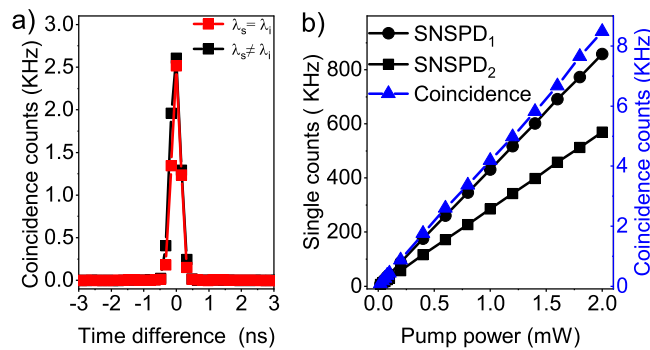 a)
λs= λi
λs≠ λi
Coincidence counts (KHz)
3.0
2.5
2.0
1.5
1.0
0.5
0.0
-3 -2 -1 0 1 2 3
Time difference (ns)
b)
SNSPD1
SNSPD2
Coincidence
Single counts ( KHz)
800
600
400
200
0
8
6
4
2
0
Coincidence counts (KHz)
0.0 0.5 1.0 1.5 2.0
Pump power (mW)